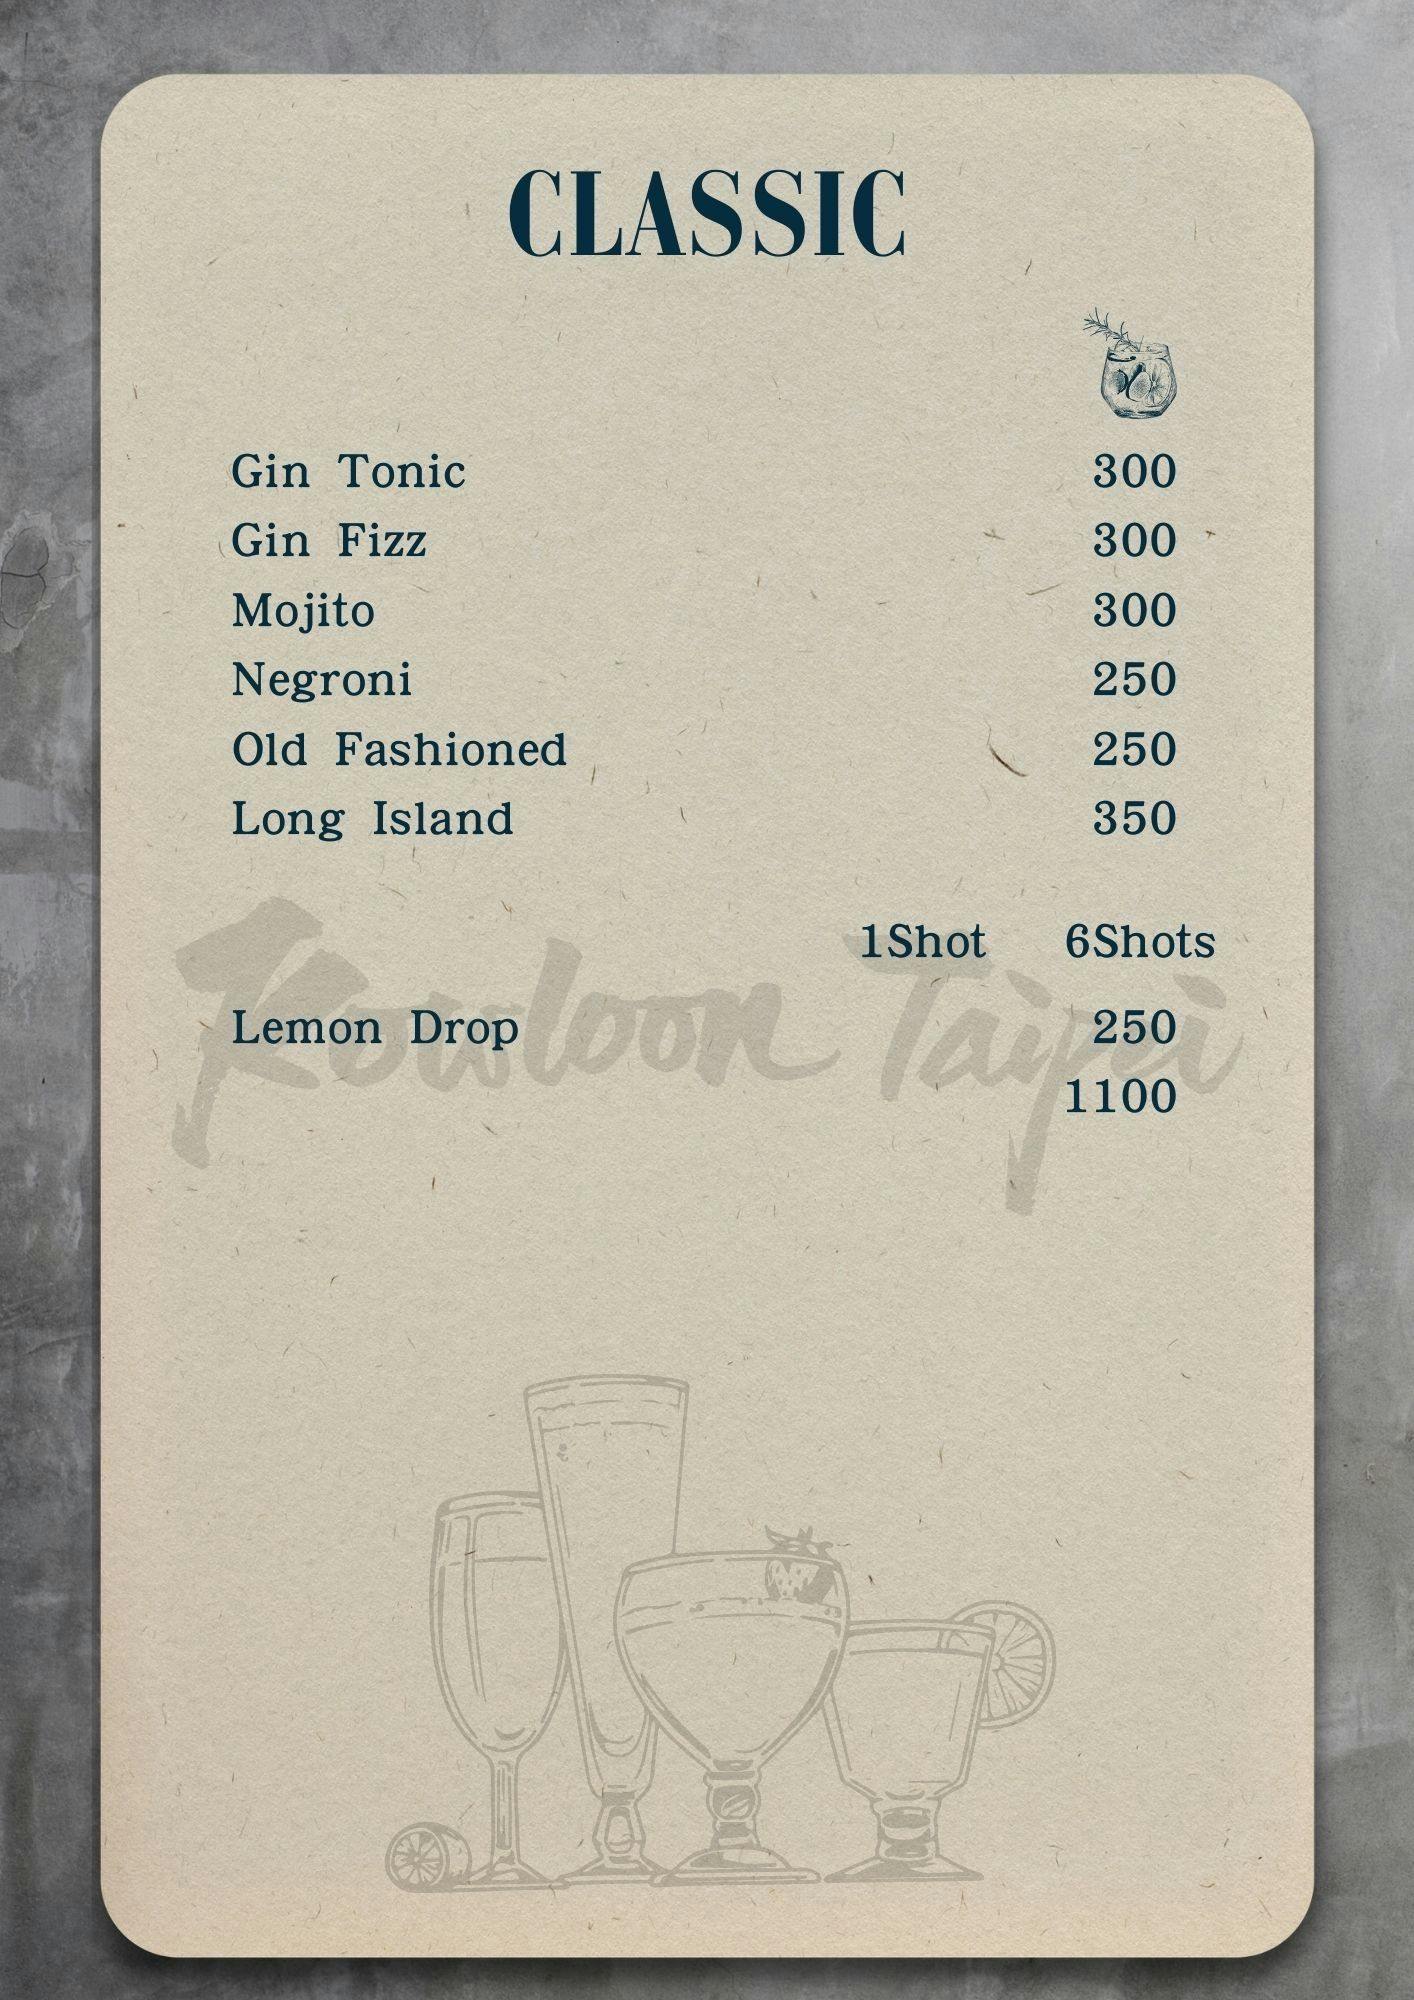 CLASSIC
Gin Tonic 300
Gin Fizz 300
Mojito 300
Negroni 250
Old Fashioned 250
Long Island 350
1Shot 6Shots
Kowloon Taipei
Lemon Drop 250
1100